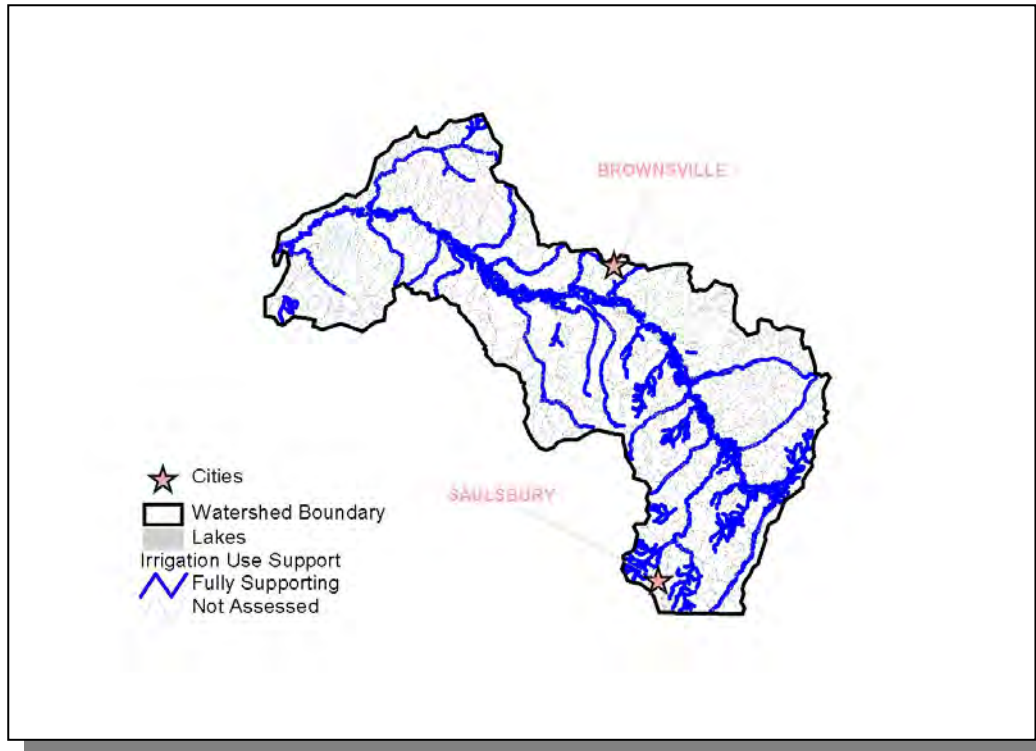 BROWNSVILLE
SAULSBURY
Cities
Watershed Boundary
Lakes
Irrigation Use Support
Fully Supporting
Not Assessed